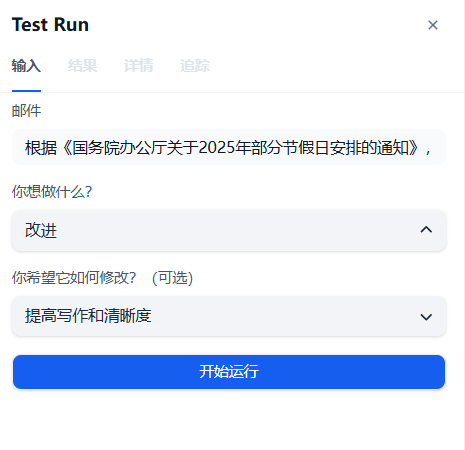 Test Run
输入 结果 详情 追踪
邮件
根据《国务院办公厅关于2025年部分节假日安排的通知》，
你想做什么？
改进
你希望它如何修改？（可选）
提高写作和清晰度
开始运行